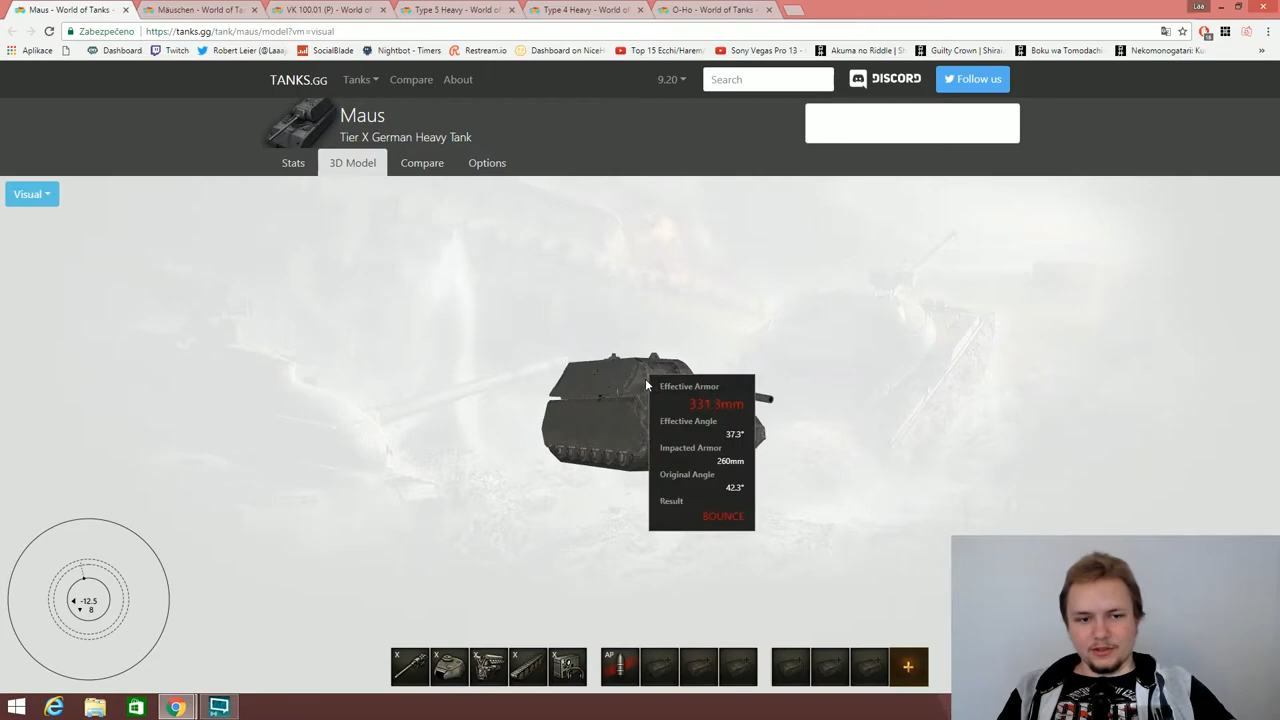 Maus - World of Tanks -
Mäuschen - World of Ta
VK 100.01 (P) - World of
Type 5 Heavy - World of
Type 4 Heavy - World of
O-Ho - World of Tanks -
Laa
Zabezpečeno
https://tanks.gg/tank/maus/model?vm=visual
Aplikace
Dashboard
Twitch
Robert Leier (@Laaj
SocialBlade
Nightbot - Timers
Restream.io
Dashboard on NiceH
Top 15 Ecchi/Harem/
Sony Vegas Pro 13 -
Akuma no Riddle | Sh
Guilty Crown | Shira
Boku wa Tomodachi
Nekomonogatari: Ku
TANKS.GG
Tanks
Compare
About
9.20
Search
DISCORD
Follow us
Maus
Tier X German Heavy Tank
Stats
3D Model
Compare
Options
Visual
Effective Armor
331.3mm
Effective Angle
37.3°
Impacted Armor
260mm
Original Angle
42.3°
Result
BOUNCE
-12.5
8
X
X
X
X
X
AP